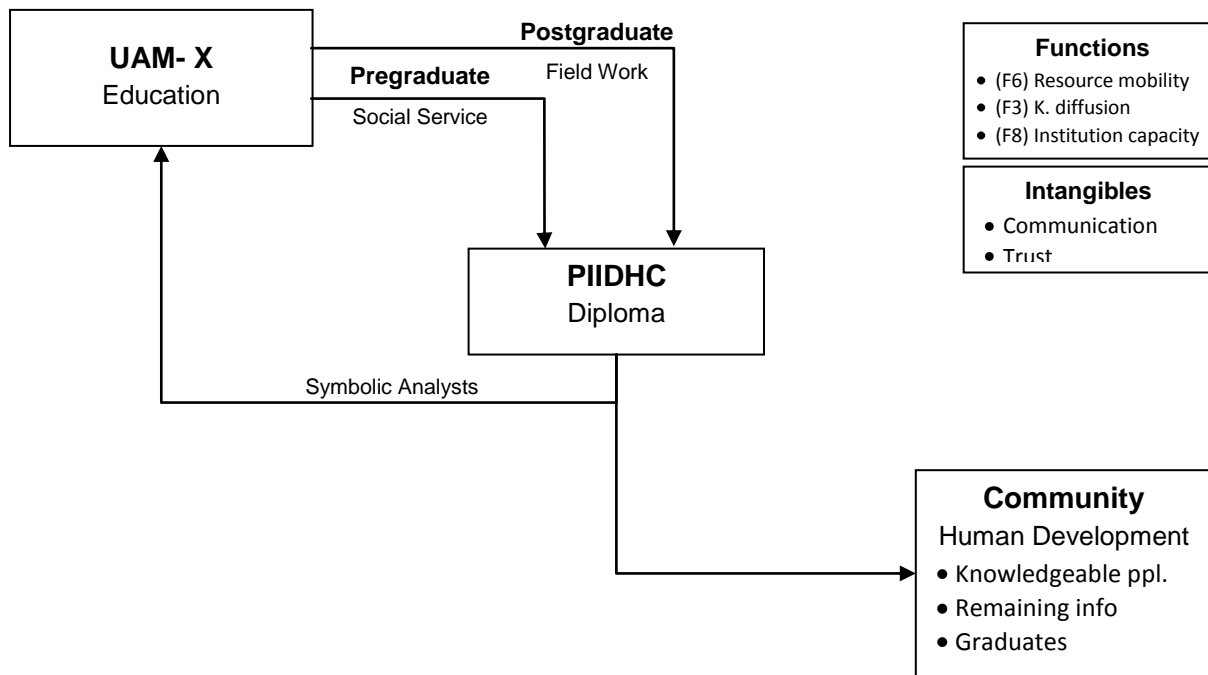 UAM- X
Education
Postgraduate
Field Work
Pregraduate
Social Service
Functions
• (F6) Resource mobility
• (F3) K. diffusion
• (F8) Institution capacity
Intangibles
• Communication
• Trust
PIIDHC
Diploma
Symbolic Analysts
Community
Human Development
• Knowledgeable ppl.
• Remaining info
• Graduates